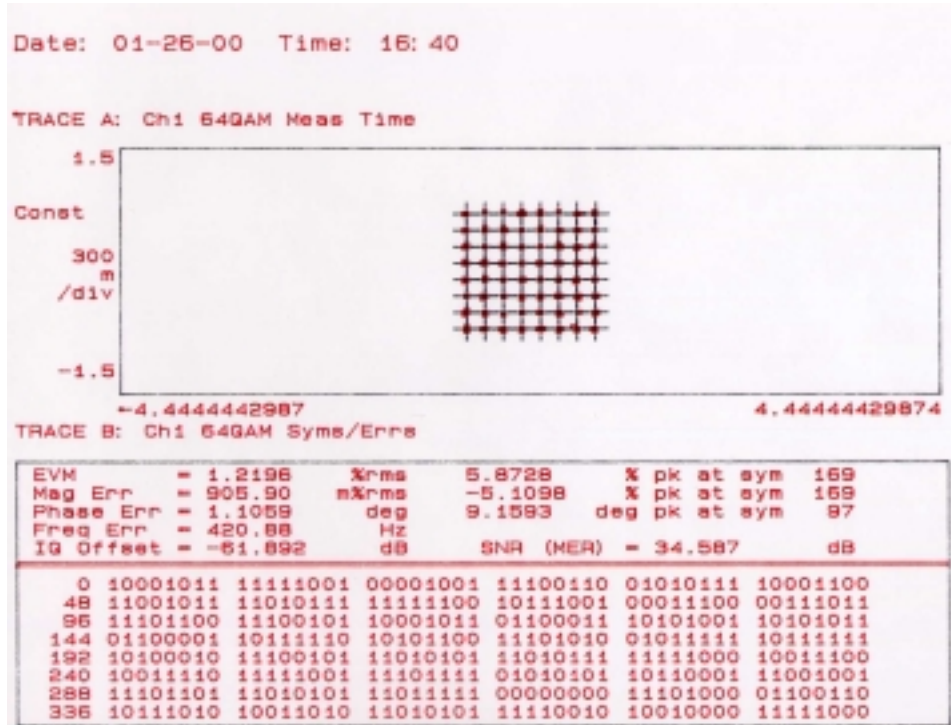 Date: 01-26-00 Time: 16:40
*TRACE A: Ch1 64QAM Meas Time
1.5
Const
300
m
/div
-1.5
-4.4444442987 4.44444429874
TRACE B: Ch1 64QAM Syms/Errs
EVM = 1.2196 %rms 5.8728 % pk at sym 169
Mag Err = 905.90 m%rms -5.1098 % pk at sym 169
Phase Err = 1.1059 deg 9.1593 deg pk at sym 97
Freq Err = 420.88 Hz
IQ Offset = -61.892 dB SNR (MER) = 34.587 dB
0 10001011 11111001 00001001 11100110 01010111 10001100
48 11001011 11010111 11111100 10111001 00011100 00111011
96 11101100 11100101 10001011 01100011 10101001 10101011
144 01100001 10111110 10101100 11101010 01011111 10101111
192 10100010 11100101 11010101 11010111 11111000 10011100
240 10011110 11111001 11101111 01010101 10110001 11001001
288 11101101 11010101 11011111 00000000 11101000 01100110
336 10111010 10011010 11010101 11110010 10010000 11111000